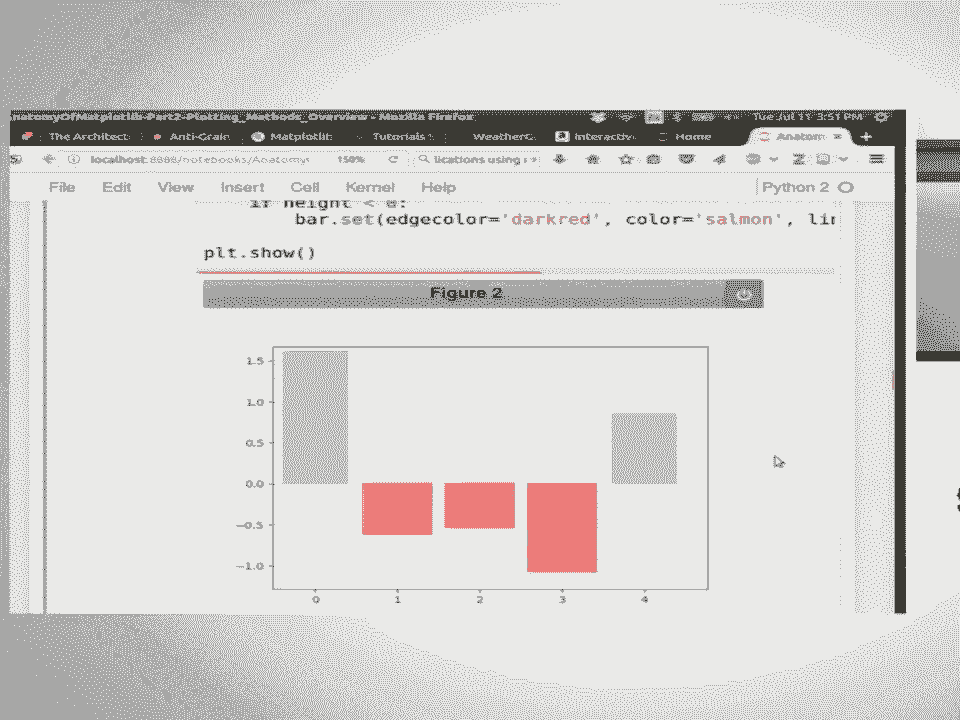 natomyOfMatplotlib-Part2-Plotting_Methods_Overview - Mozilla Firefox Tue Jul 11 3:51 PM
The Architect Anti-Grain Matplotlit Tutorials WeatherG Interactiv Home Anatom
localhost:8888/notebooks/Anatomy 150% lications using
File Edit View Insert Cell Kernel Help Python 2
if height < 0:
bar.set(edgecolor='darkred', color='salmon', lin
plt.show()
Figure 2
1.5
1.0
0.5
0.0
−0.5
−1.0
0 1 2 3 4